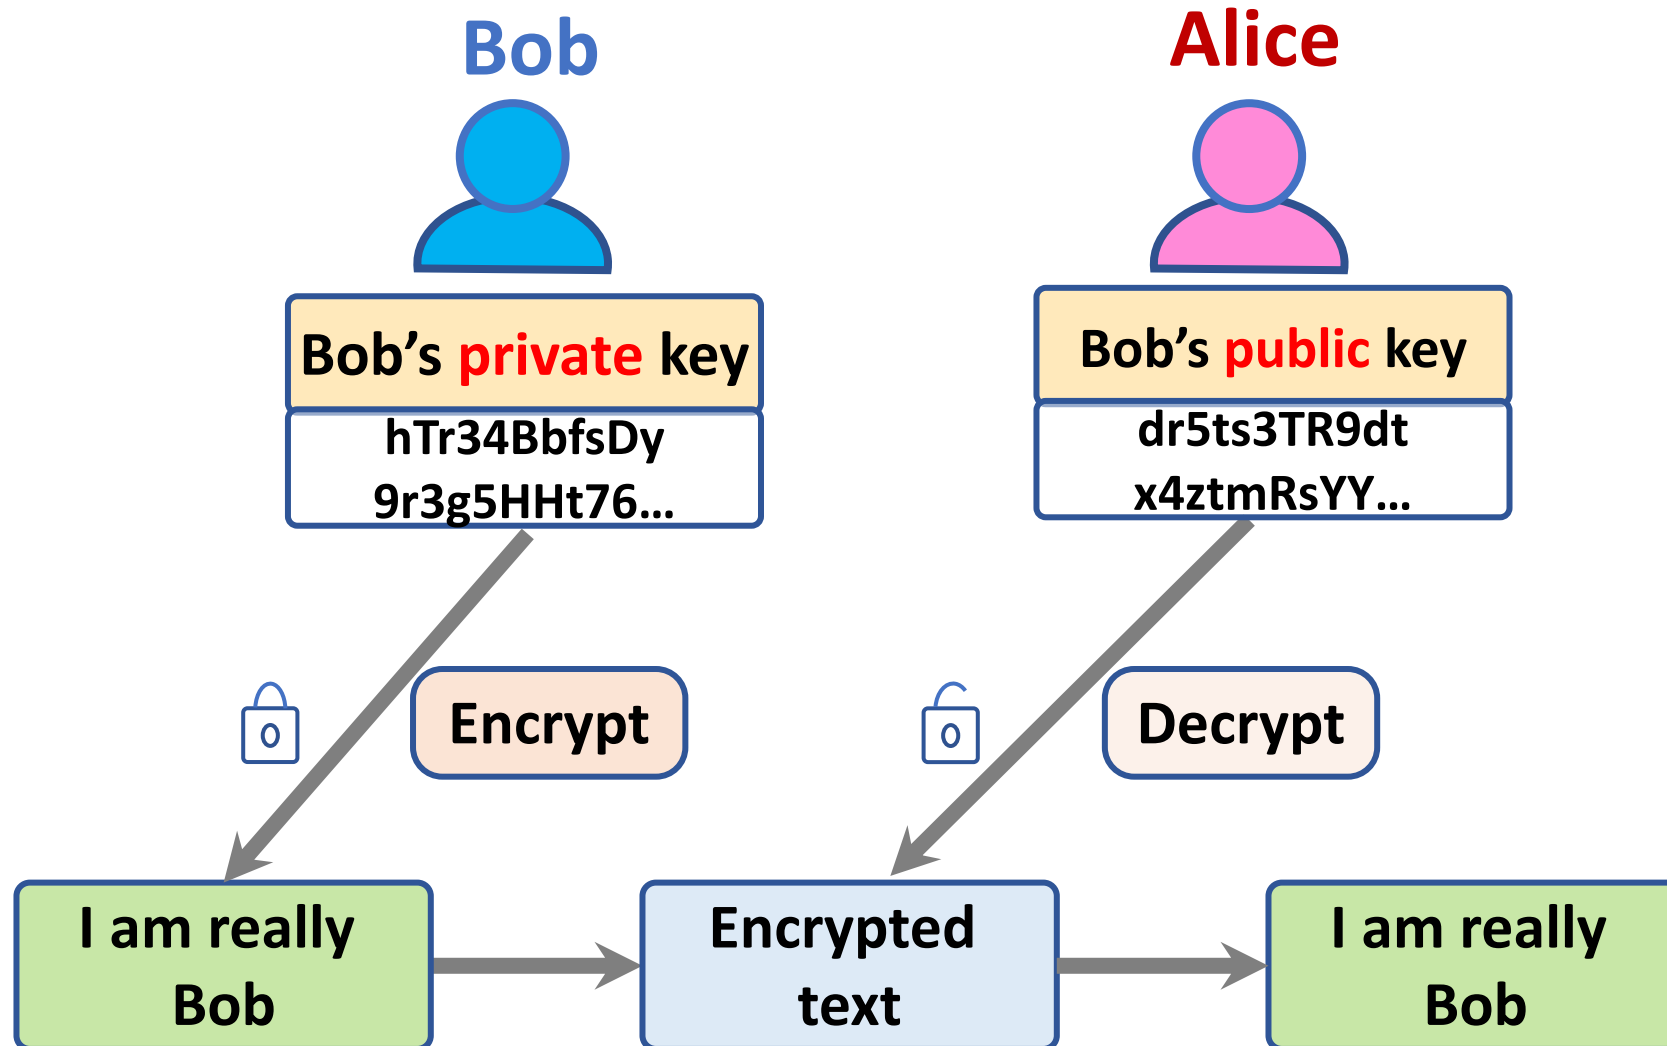 Bob
Alice
Bob’s private key
hTr34BbfsDy
9r3g5HHt76...
Bob’s public key
dr5ts3TR9dt
x4ztmRsYY...
Encrypt
Decrypt
I am really
Bob
Encrypted
text
I am really
Bob